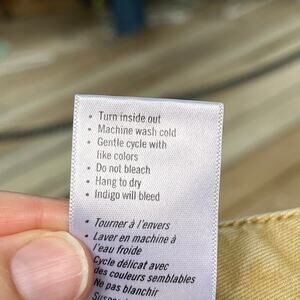 • Turn inside out
• Machine wash cold
• Gentle cycle with
like colors
• Do not bleach
• Hang to dry
• Indigo will bleed
• Tourner à l'envers
• Laver en machine à
l'eau froide
Cycle délicat avec
des couleurs semblables
Ne pas blanchir